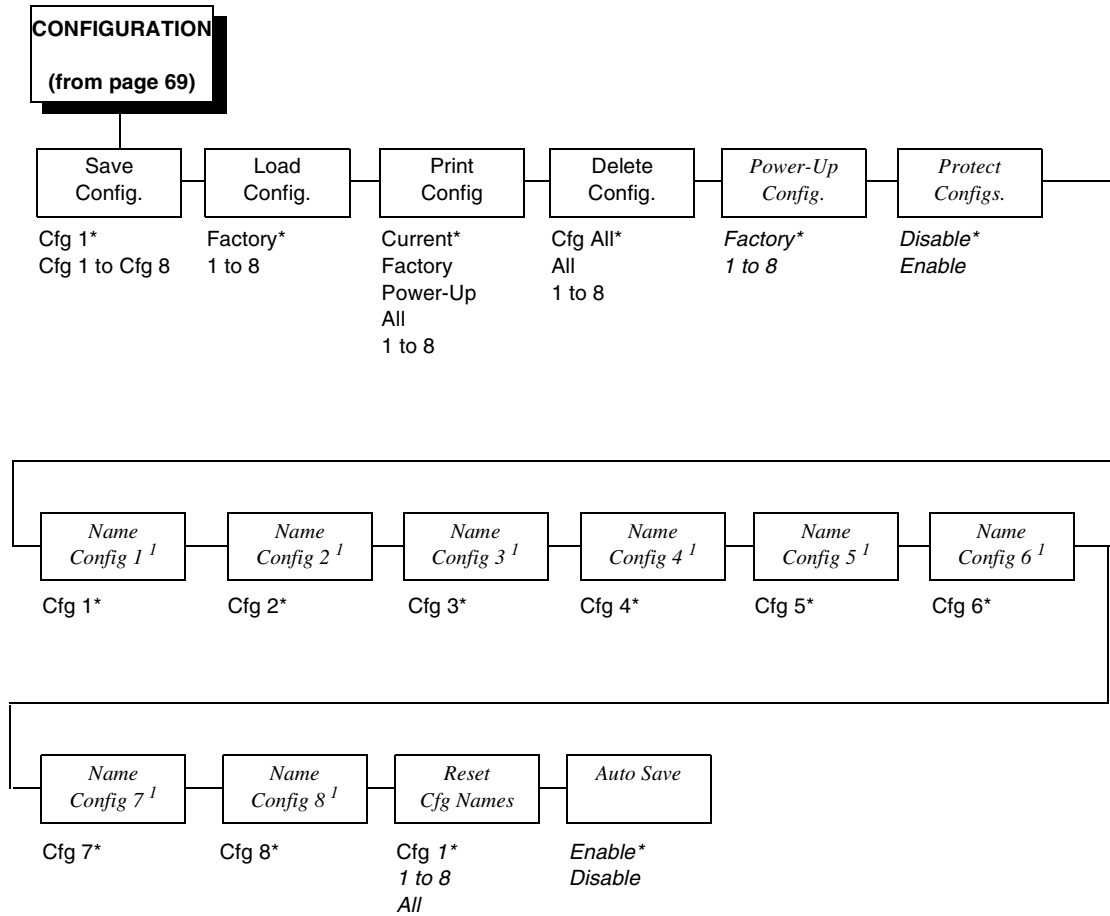 CONFIGURATION
(from page 69)
Save
Config.
Load
Config.
Print
Config
Delete
Config.
Power-Up
Config.
Protect
Configs.
Cfg 1*
Cfg 1 to Cfg 8
Factory*
1 to 8
Current*
Factory
Power-Up
All
1 to 8
Cfg All*
All
1 to 8
Factory*
1 to 8
Disable*
Enable
Name
Config 1 1
Name
Config 2 1
Name
Config 3 1
Name
Config 4 1
Name
Config 5 1
Name
Config 6 1
Cfg 1*
Cfg 2*
Cfg 3*
Cfg 4*
Cfg 5*
Cfg 6*
Name
Config 7 1
Name
Config 8 1
Reset
Cfg Names
Auto Save
Cfg 7*
Cfg 8*
Cfg 1*
1 to 8
All
Enable*
Disable